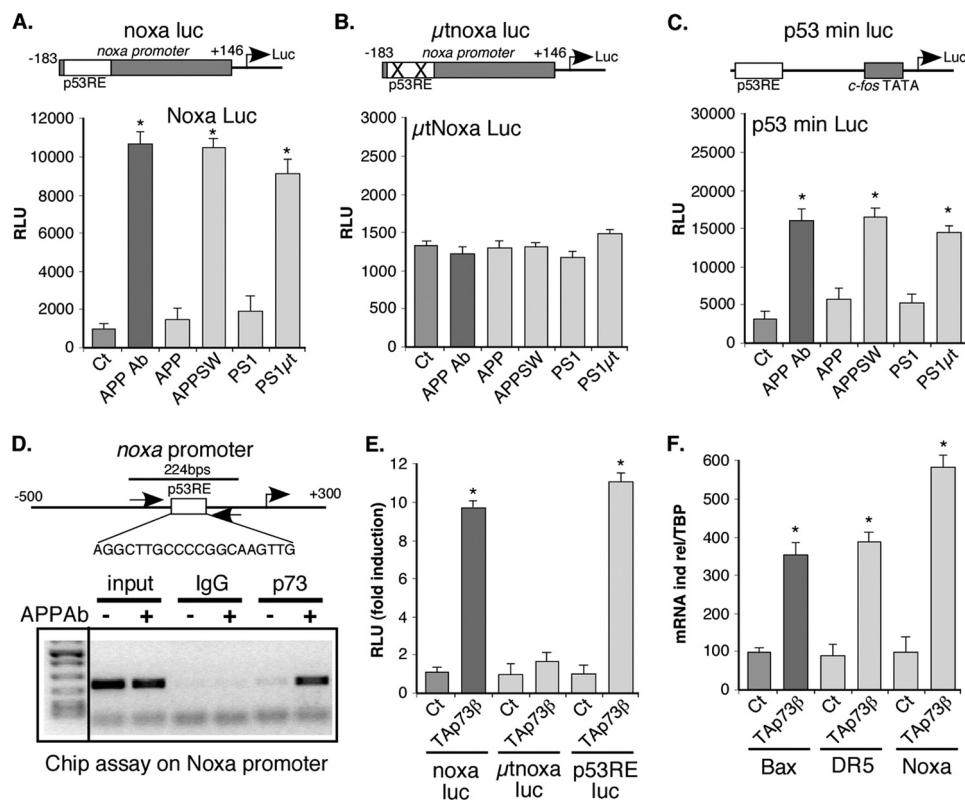 A.
noxa luc
-183
noxa promoter
+146
Luc
p53RE
Noxa Luc
RLU
12000
10000
8000
6000
4000
2000
0
* * *
Ct
APP Ab
APP
APPSW
PS1
PS1µt
B.
µtnoxa luc
-183
noxa promoter
+146
Luc
X X
p53RE
µtNoxa Luc
RLU
3000
2500
2000
1500
1000
500
0
Ct
APP Ab
APP
APPSW
PS1
PS1µt
C.
p53 min luc
Luc
p53RE
c-fos TATA
p53 min Luc
RLU
30000
25000
20000
15000
10000
5000
0
* * *
Ct
APP Ab
APP
APPSW
PS1
PS1µt
D.
noxa promoter
224bps
-500
p53RE
+300
AGGCTTGCCCCGGCAAGTTG
input IgG p73
APPAb - + - + - +
Chip assay on Noxa promoter
E.
RLU (fold induction)
12
10
8
6
4
2
0
* *
Ct
TAp73β
Ct
TAp73β
Ct
TAp73β
noxa luc
µtnoxa luc
p53RE luc
F.
mRNA ind rel/TBP
600
500
400
300
200
100
0
* * *
Ct
TAp73β
Ct
TAp73β
Ct
TAp73β
Bax
DR5
Noxa